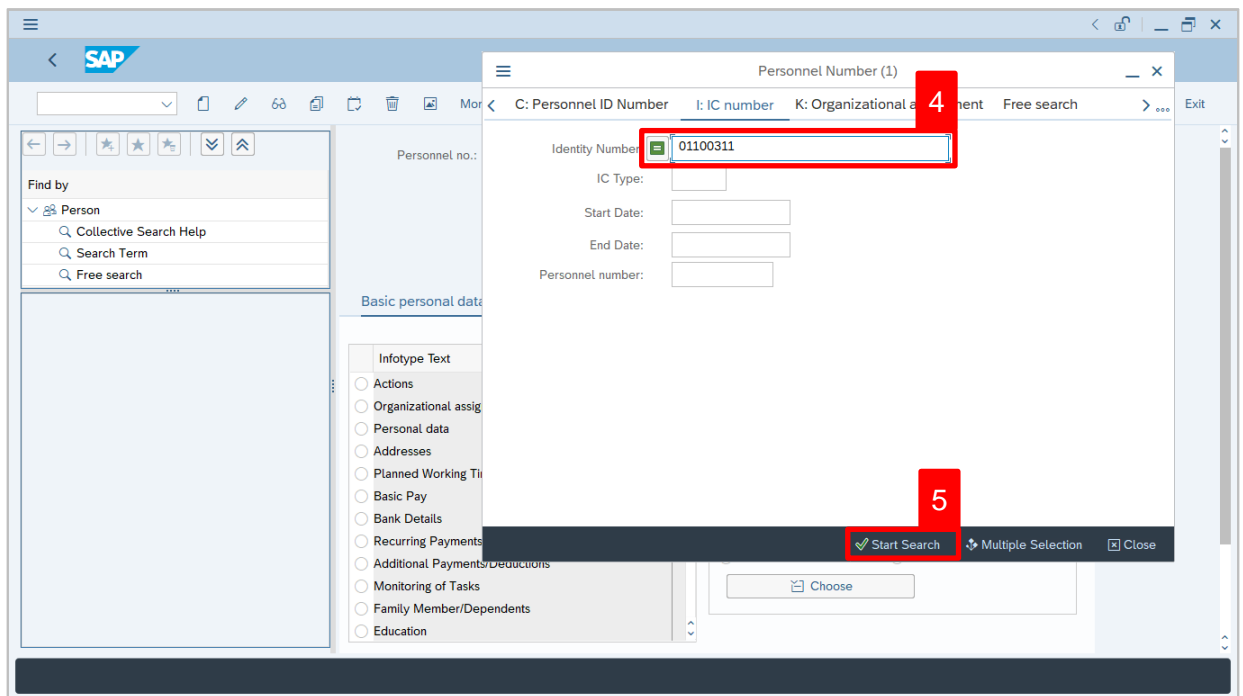 SAP
Personnel Number (1)
Mor
C: Personnel ID Number
I: IC number
K: Organizational a
4
ment
Free search
Exit
Personnel no.:
Identity Number
01100311
IC Type:
Start Date:
End Date:
Personnel number:
Find by
Person
Collective Search Help
Search Term
Free search
Basic personal data
Infotype Text
Actions
Organizational assig
Personal data
Addresses
Planned Working Ti
Basic Pay
Bank Details
Recurring Payments
Additional Payments/Deductions
Monitoring of Tasks
Family Member/Dependents
Education
5
Start Search
Multiple Selection
Close
Choose